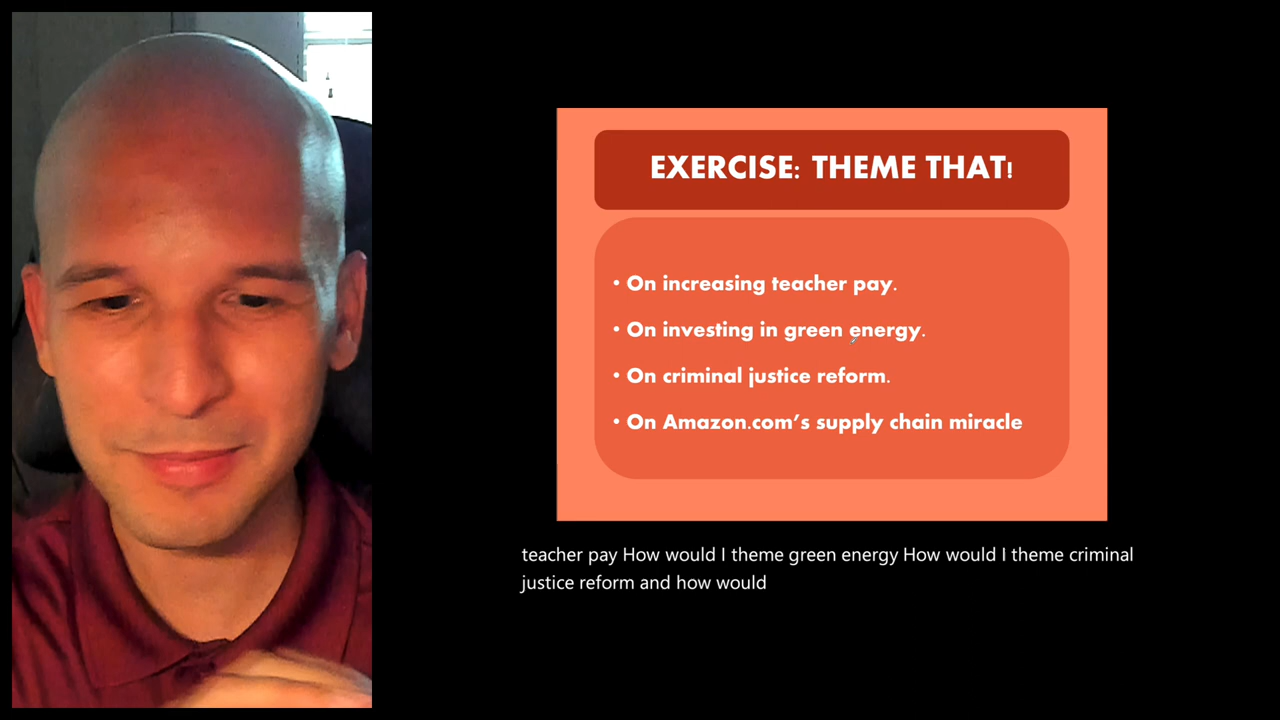 EXERCISE: THEME THAT!
• On increasing teacher pay.
• On investing in green energy.
• On criminal justice reform.
• On Amazon.com’s supply chain miracle
teacher pay How would I theme green energy How would I theme criminal
justice reform and how would